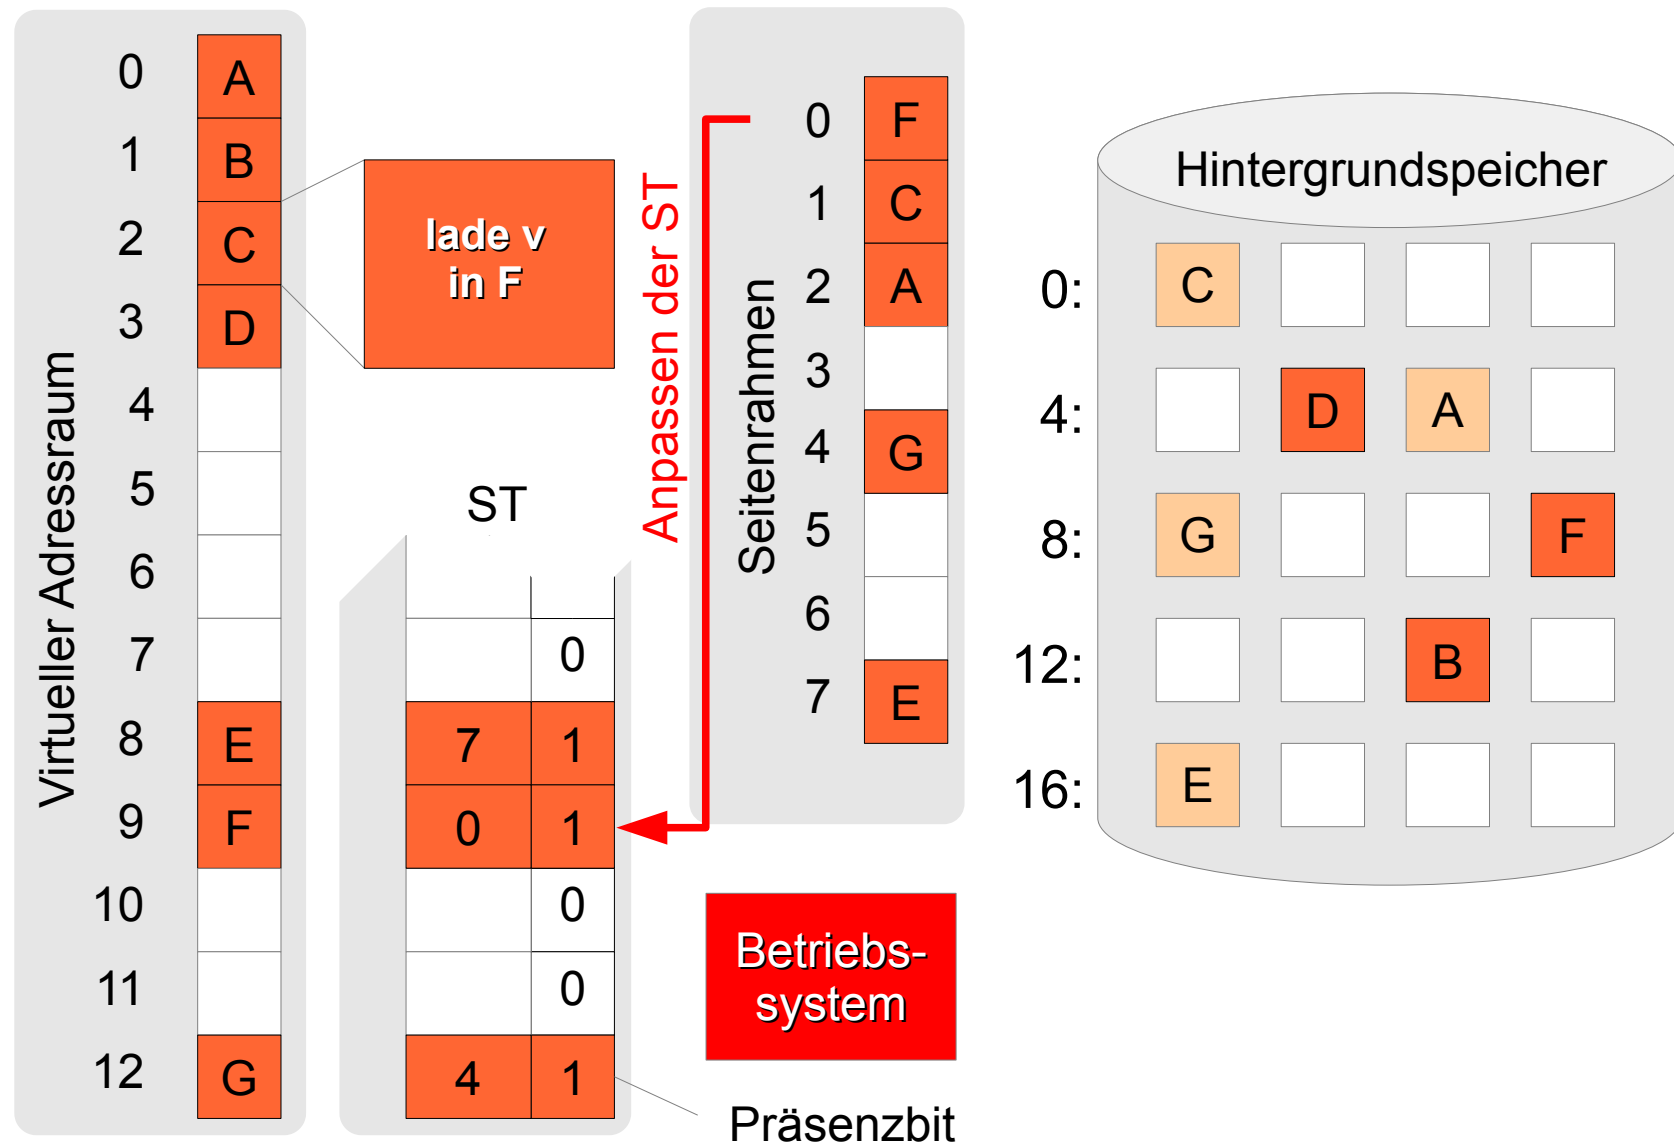 Virtueller Adressraum
0 A
1 B
2 C
3 D
4
5
6
7
8 E
9 F
10
11
12 G
lade v
in F
ST
0
7 1
0 1
0
0
4 1
Präsenzbit
Anpassen der ST
Seitenrahmen
0 F
1 C
2 A
3
4 G
5
6
7 E
Betriebs-
system
Hintergrundspeicher
0: C
4: D A
8: G F
12: B
16: E